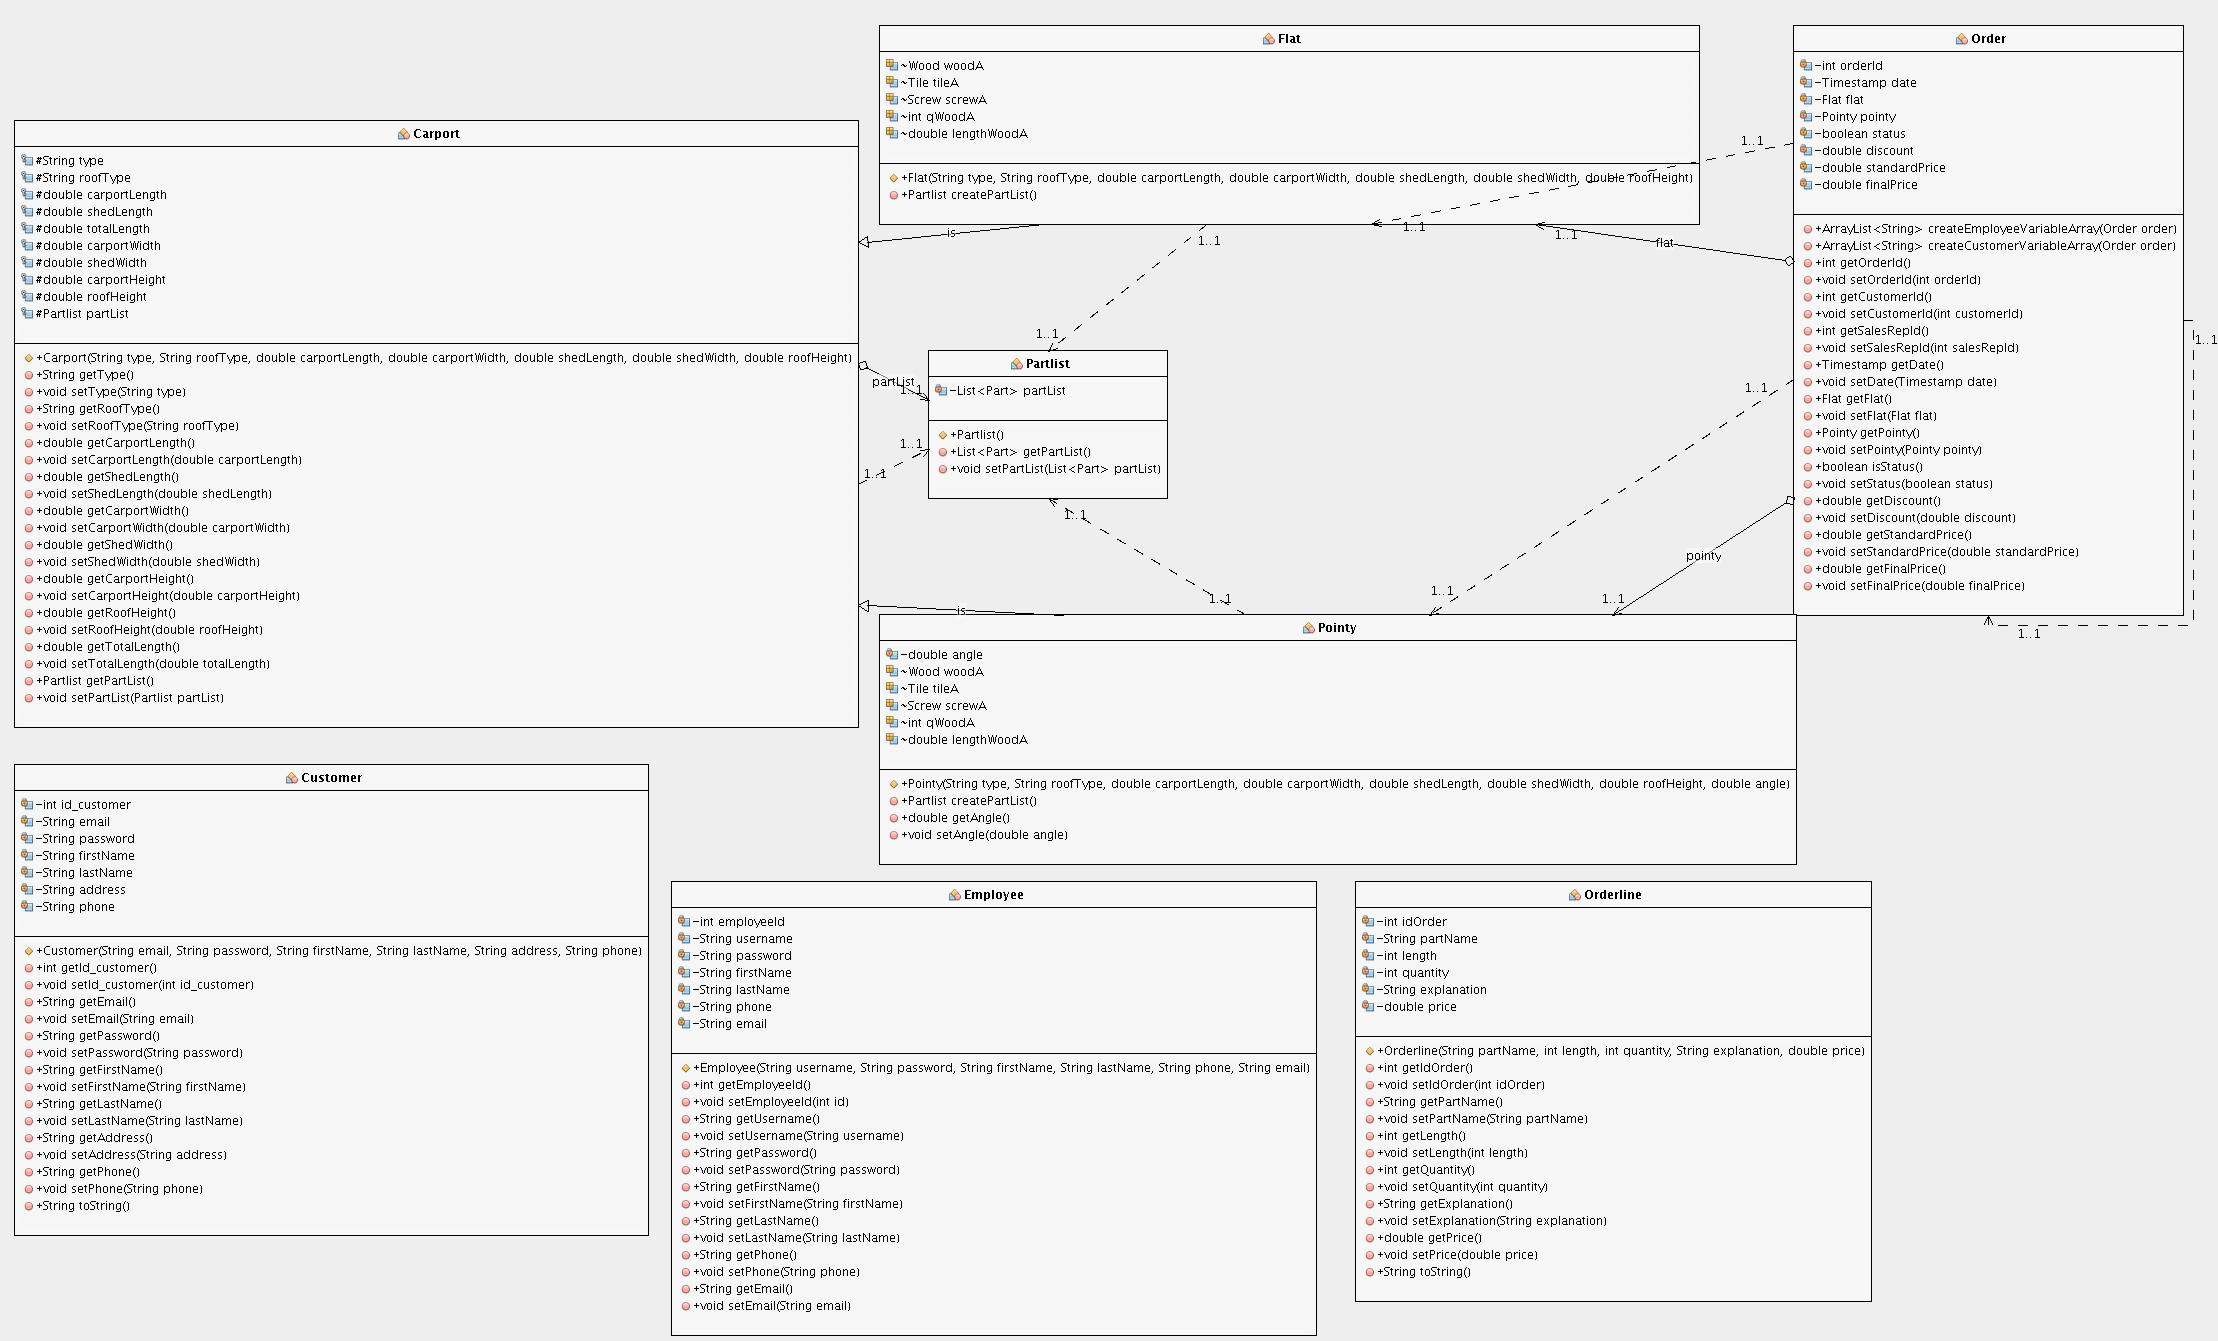 Flat
~Wood woodA
~Tile tileA
~Screw screwA
~int qWoodA
~double lengthWoodA
+Flat(String type, String roofType, double carportLength, double carportWidth, double shedLength, double shedWidth, double roofHeight)
+Partlist createPartList()
Order
-int orderId
-Timestamp date
-Flat flat
-Pointy pointy
-boolean status
-double discount
-double standardPrice
-double finalPrice
+ArrayList<String> createEmployeeVariableArray(Order order)
+ArrayList<String> createCustomerVariableArray(Order order)
+int getOrderId()
+void setOrderId(int orderId)
+int getCustomerId()
+void setCustomerId(int customerId)
+int getSalesRepId()
+void setSalesRepId(int salesRepId)
+Timestamp getDate()
+void setDate(Timestamp date)
+Flat getFlat()
+void setFlat(Flat flat)
+Pointy getPointy()
+void setPointy(Pointy pointy)
+boolean isStatus()
+void setStatus(boolean status)
+double getDiscount()
+void setDiscount(double discount)
+double getStandardPrice()
+void setStandardPrice(double standardPrice)
+double getFinalPrice()
+void setFinalPrice(double finalPrice)
Carport
#String type
#String roofType
#double carportLength
#double shedLength
#double totalLength
#double carportWidth
#double shedWidth
#double carportHeight
#double roofHeight
#Partlist partList
+Carport(String type, String roofType, double carportLength, double carportWidth, double shedLength, double shedWidth, double roofHeight)
+String getType()
+void setType(String type)
+String getRoofType()
+void setRoofType(String roofType)
+double getCarportLength()
+void setCarportLength(double carportLength)
+double getShedLength()
+void setShedLength(double shedLength)
+double getCarportWidth()
+void setCarportWidth(double carportWidth)
+double getShedWidth()
+void setShedWidth(double shedWidth)
+double getCarportHeight()
+void setCarportHeight(double carportHeight)
+double getRoofHeight()
+void setRoofHeight(double roofHeight)
+double getTotalLength()
+void setTotalLength(double totalLength)
+Partlist getPartList()
+void setPartList(Partlist partList)
1..1
1..1
is
1..1
1..1
flat
1..1
1..1
partList
1..1
1..1
1..1
Partlist
-List<Part> partList
+Partlist()
+List<Part> getPartList()
+void setPartList(List<Part> partList)
1..1
1..1
1..1
1..1
pointy
1..1
1..1
is
1..1
Pointy
-double angle
~Wood woodA
~Tile tileA
~Screw screwA
~int qWoodA
~double lengthWoodA
+Pointy(String type, String roofType, double carportLength, double carportWidth, double shedLength, double shedWidth, double roofHeight, double angle)
+Partlist createPartList()
+double getAngle()
+void setAngle(double angle)
Customer
-int id_customer
-String email
-String password
-String firstName
-String lastName
-String address
-String phone
+Customer(String email, String password, String firstName, String lastName, String address, String phone)
+int getId_customer()
+void setId_customer(int id_customer)
+String getEmail()
+void setEmail(String email)
+String getPassword()
+void setPassword(String password)
+String getFirstName()
+void setFirstName(String firstName)
+String getLastName()
+void setLastName(String lastName)
+String getAddress()
+void setAddress(String address)
+String getPhone()
+void setPhone(String phone)
+String toString()
Employee
-int employeeId
-String username
-String password
-String firstName
-String lastName
-String phone
-String email
+Employee(String username, String password, String firstName, String lastName, String phone, String email)
+int getEmployeeId()
+void setEmployeeId(int id)
+String getUsername()
+void setUsername(String username)
+String getPassword()
+void setPassword(String password)
+String getFirstName()
+void setFirstName(String firstName)
+String getLastName()
+void setLastName(String lastName)
+String getPhone()
+void setPhone(String phone)
+String getEmail()
+void setEmail(String email)
Orderline
-int idOrder
-String partName
-int length
-int quantity
-String explanation
-double price
+Orderline(String partName, int length, int quantity, String explanation, double price)
+int getIdOrder()
+void setIdOrder(int idOrder)
+String getPartName()
+void setPartName(String partName)
+int getLength()
+void setLength(int length)
+int getQuantity()
+void setQuantity(int quantity)
+String getExplanation()
+void setExplanation(String explanation)
+double getPrice()
+void setPrice(double price)
+String toString()